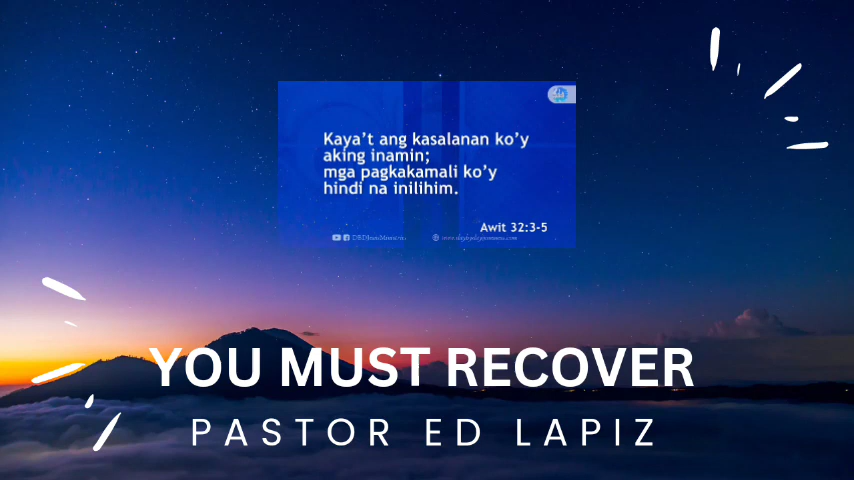 Kaya't ang kasalanan ko'y
aking inamin;
mga pagkakamali ko'y
hindi na inilihim.
Awit 32:3-5
YOU MUST RECOVER
PASTOR ED LAPIZ